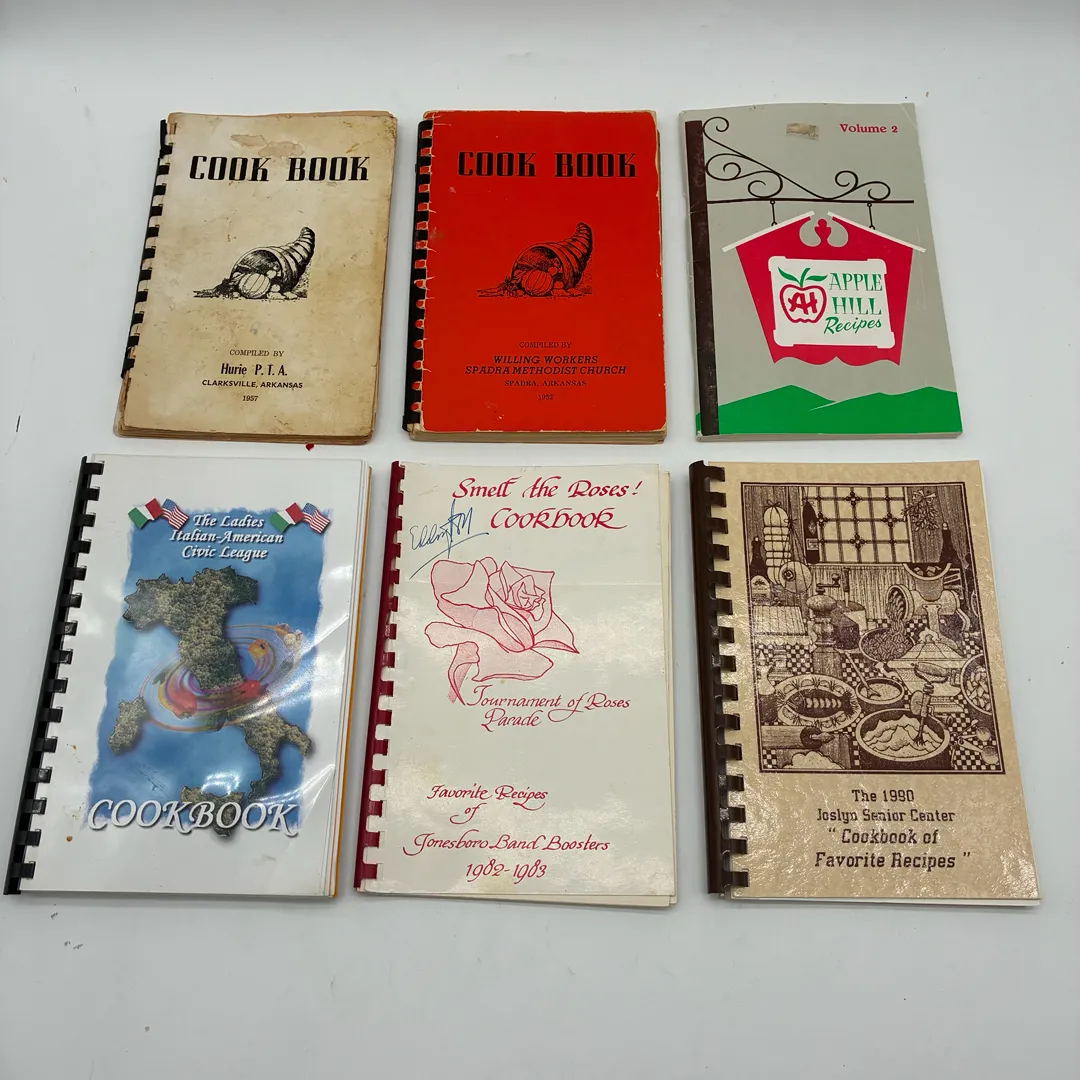 COOK BOOK
COMPILED BY
Hurie P. T. A.
CLARKSVILLE, ARKANSAS
1957
COOK BOOK
COMPILED BY
WILLING WORKERS
SPADRA METHODIST CHURCH
SPADRA, ARKANSAS
Volume 2
AH
APPLE
HILL
Recipes
The Ladies
Italian-American
Civic League
COOKBOOK
Smell the Roses!
COOKBOOK
Tournament of Roses
Parade
Favorite Recipes
of
Jonesboro Band Boosters
1982-1983
The 1990
Joslyn Senior Center
" Cookbook of
Favorite Recipes "